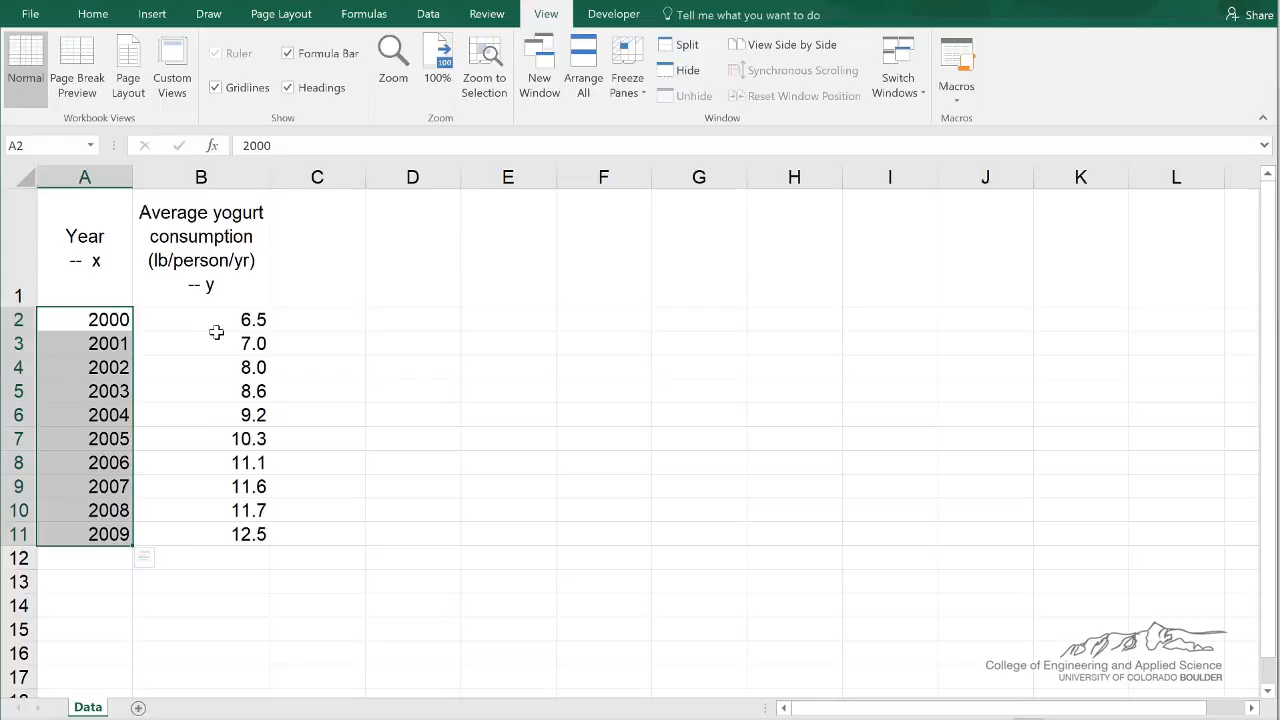 File Home Insert Draw Page Layout Formulas Data Review View Developer Tell me what you want to do Share
Normal Page Break Preview Page Layout Custom Views
Ruler Formula Bar
Gridlines Headings
Zoom 100% Zoom to Selection
New Window Arrange All Freeze Panes
Split
Hide
Unhide
View Side by Side
Synchronous Scrolling
Reset Window Position
Switch Windows
Macros
Workbook Views Show Zoom Window Macros
A2 fx 2000
A B C D E F G H I J K L
Average yogurt
Year consumption
-- x (lb/person/yr)
1 -- y
2 2000 6.5
3 2001 7.0
4 2002 8.0
5 2003 8.6
6 2004 9.2
7 2005 10.3
8 2006 11.1
9 2007 11.6
10 2008 11.7
11 2009 12.5
12
13
14
15
16
17
College of Engineering and Applied Science
UNIVERSITY OF COLORADO BOULDER
Data